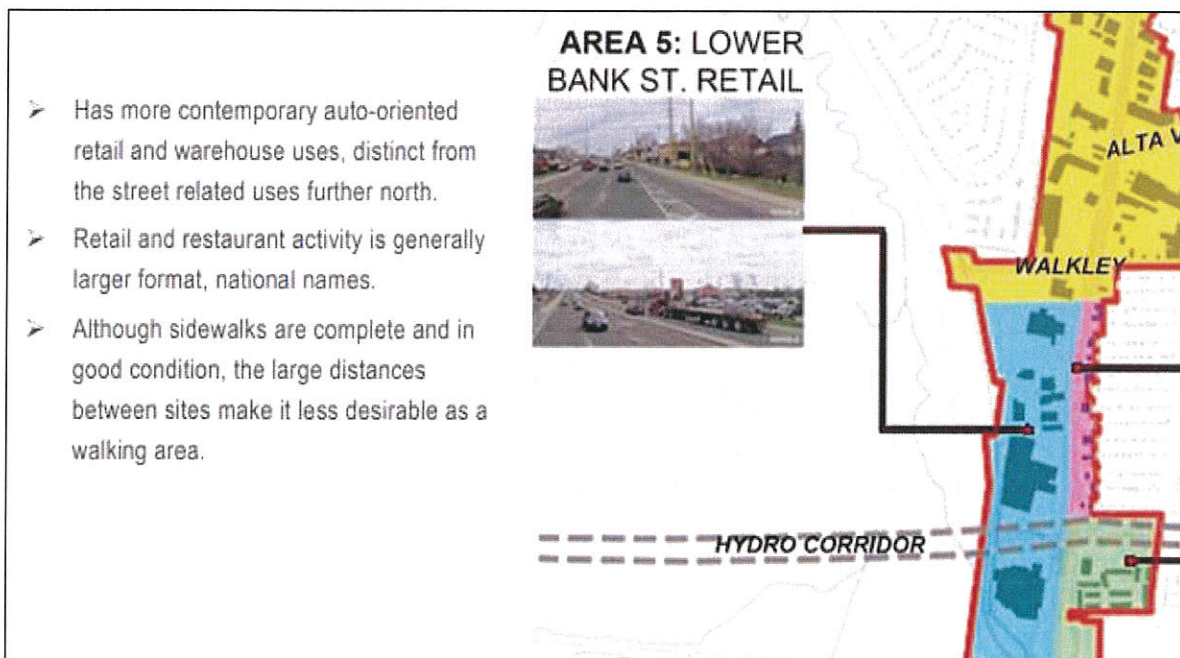 ➢ Has more contemporary auto-oriented
retail and warehouse uses, distinct from
the street related uses further north.
➢ Retail and restaurant activity is generally
larger format, national names.
➢ Although sidewalks are complete and in
good condition, the large distances
between sites make it less desirable as a
walking area.
AREA 5: LOWER
BANK ST. RETAIL
ALTA V
WALKLEY
HYDRO CORRIDOR